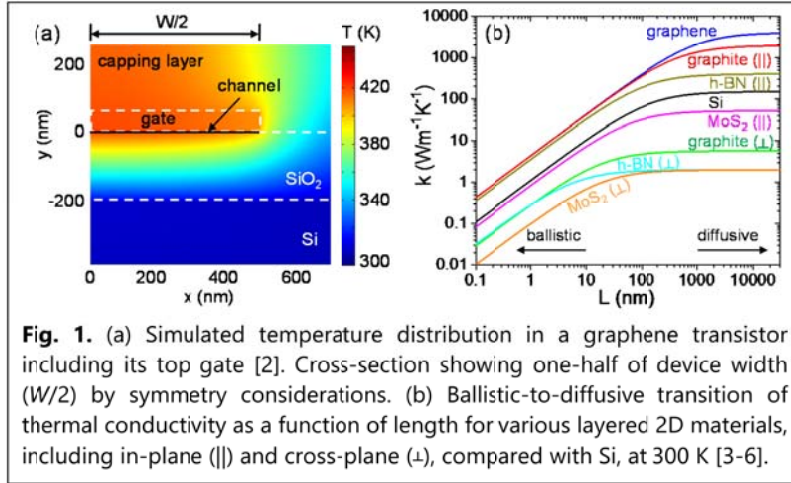 (a)
W/2
T (K)
capping layer
channel
gate
SiO₂
Si
y (nm)
200
0
-200
0
200
400
600
x (nm)
420
380
340
300
(b)
k (Wm⁻¹K⁻¹)
10000
1000
100
10
1
0.1
0.01
graphene
graphite (||)
h-BN (||)
Si
MoS₂ (||)
graphite (⊥)
h-BN (⊥)
MoS₂ (⊥)
ballistic
diffusive
0.1
1
10
100
1000
10000
L (nm)
Fig. 1. (a) Simulated temperature distribution in a graphene transistor
including its top gate [2]. Cross-section showing one-half of device width
(W/2) by symmetry considerations. (b) Ballistic-to-diffusive transition of
thermal conductivity as a function of length for various layered 2D materials,
including in-plane (||) and cross-plane (⊥), compared with Si, at 300 K [3-6].